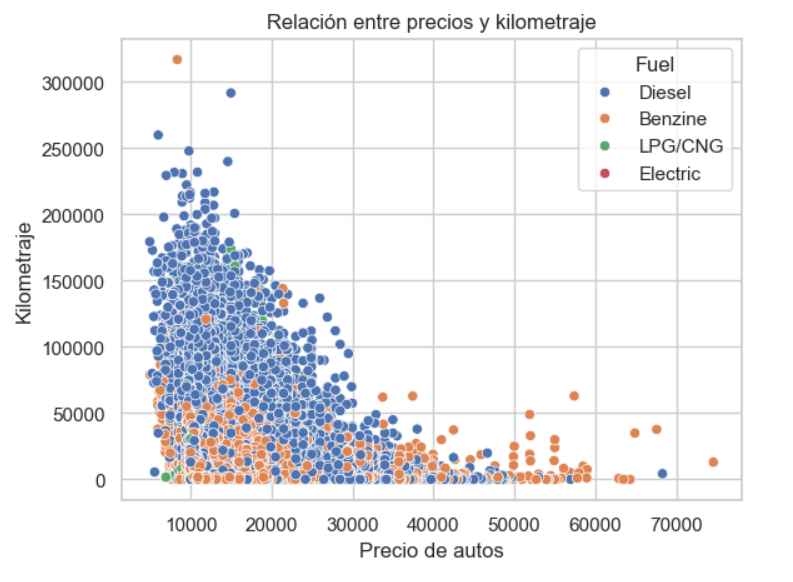 Relación entre precios y kilometraje
Fuel
Diesel
Benzine
LPG/CNG
Electric
Kilometraje
300000
250000
200000
150000
100000
50000
0
10000 20000 30000 40000 50000 60000 70000
Precio de autos